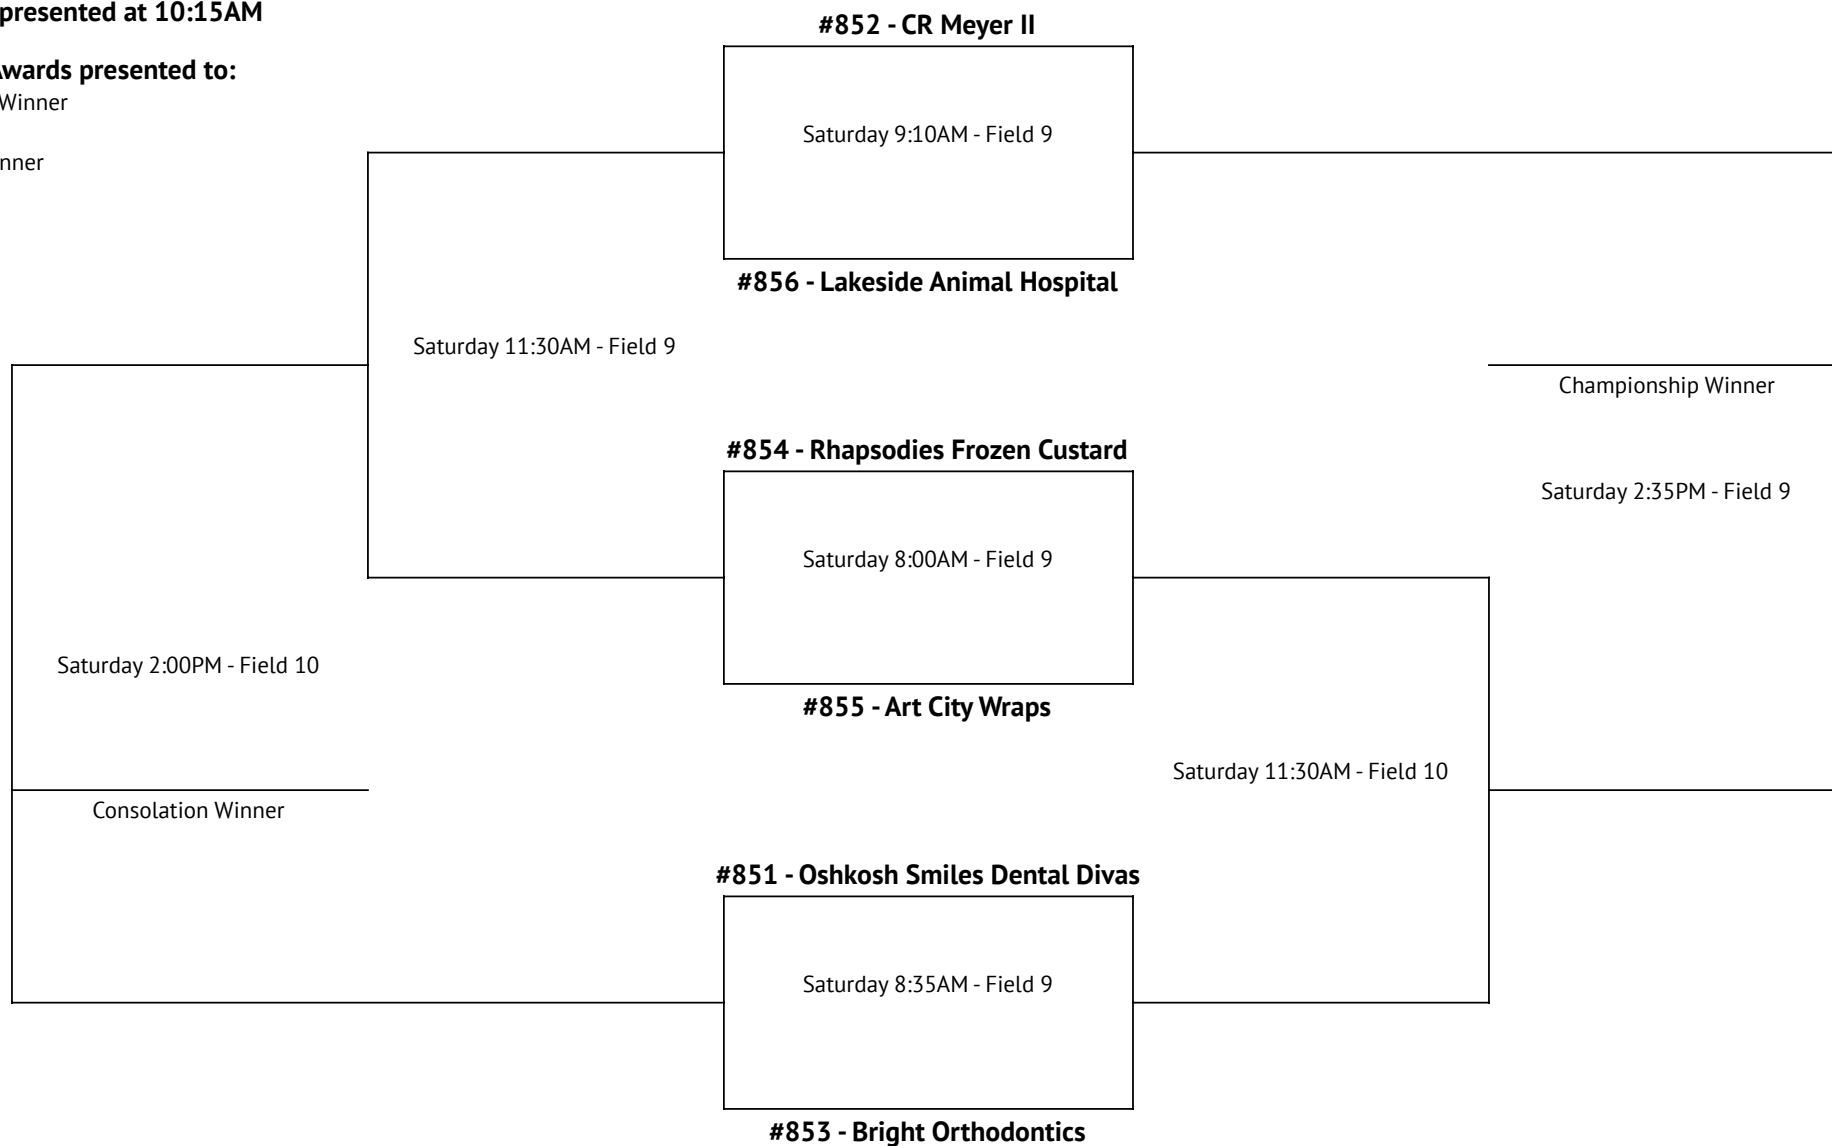 presented at 10:15AM
Awards presented to:
Winner
nner
#852 - CR Meyer II
Saturday 9:10AM - Field 9
#856 - Lakeside Animal Hospital
Saturday 11:30AM - Field 9
Championship Winner
#854 - Rhapsodies Frozen Custard
Saturday 2:35PM - Field 9
Saturday 8:00AM - Field 9
Saturday 2:00PM - Field 10
#855 - Art City Wraps
Saturday 11:30AM - Field 10
Consolation Winner
#851 - Oshkosh Smiles Dental Divas
Saturday 8:35AM - Field 9
#853 - Bright Orthodontics